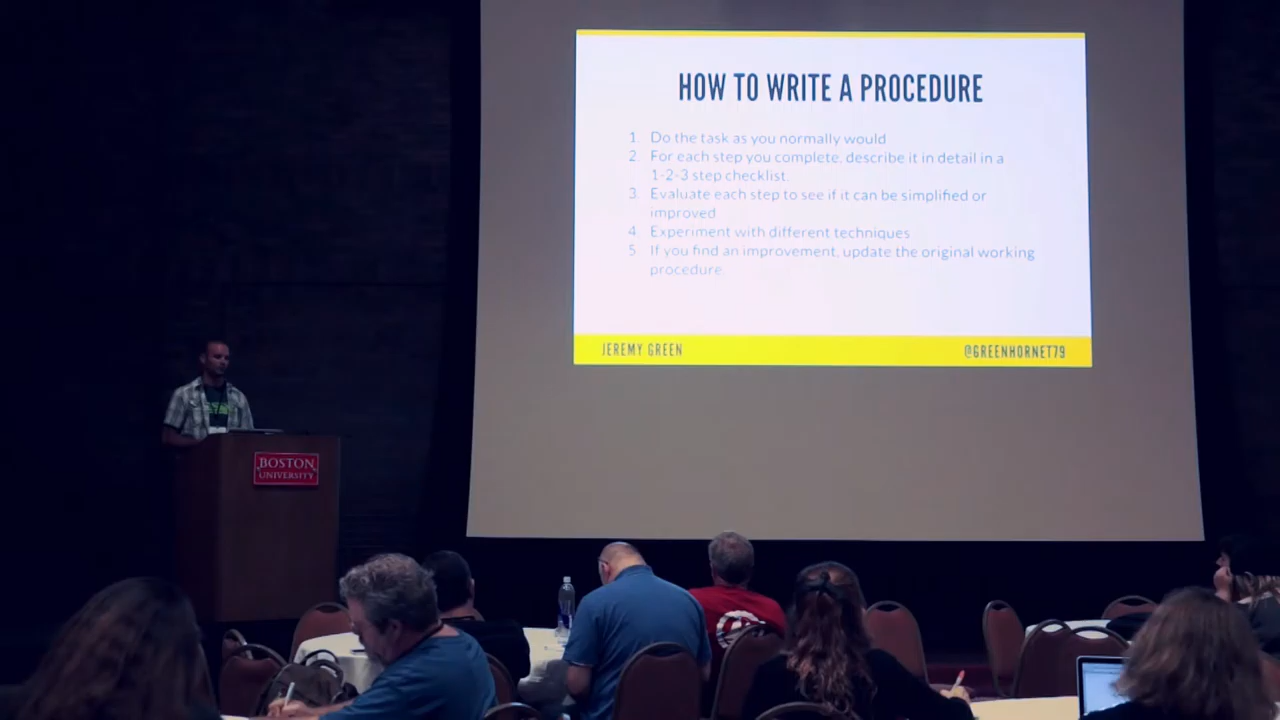 HOW TO WRITE A PROCEDURE
1. Do the task as you normally would
2. For each step you complete, describe it in detail in a
1-2-3 step checklist.
3. Evaluate each step to see if it can be simplified or
improved
4. Experiment with different techniques
5. If you find an improvement, update the original working
procedure.
JEREMY GREEN
@GREENHORNET79
BOSTON
UNIVERSITY